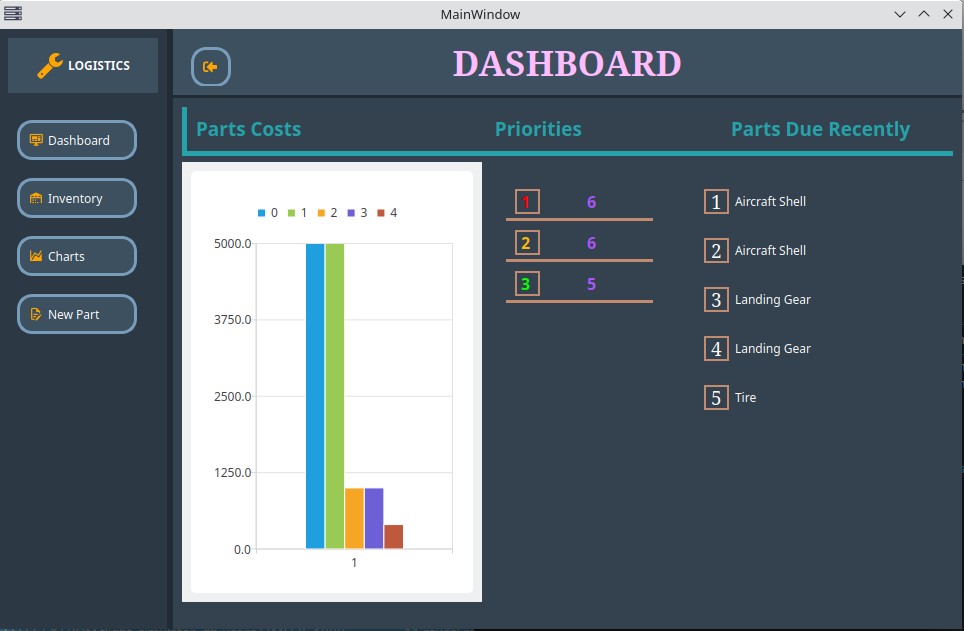 MainWindow
LOGISTICS
DASHBOARD
Dashboard
Inventory
Charts
New Part
Parts Costs
Priorities
Parts Due Recently
0 1 2 3 4
5000.0
3750.0
2500.0
1250.0
0.0
1
1 6
2 6
3 5
1 Aircraft Shell
2 Aircraft Shell
3 Landing Gear
4 Landing Gear
5 Tire